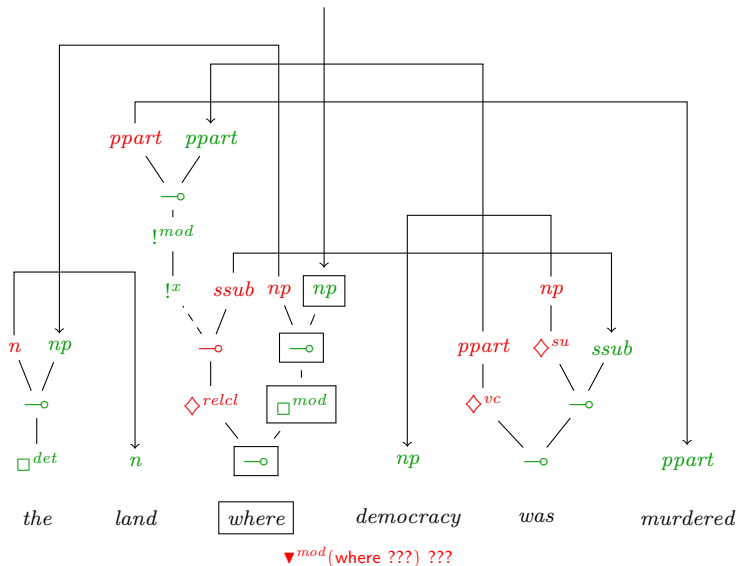 ppart ppart
⊸
!mod
!x ssub np np np
n np ⊸ ⊸ ppart ◇su ssub
⊸ ◇relcl □mod ◇vc ⊸
□det n ⊸ np ⊸ ppart
the land where democracy was murdered
▼mod(where ???) ???